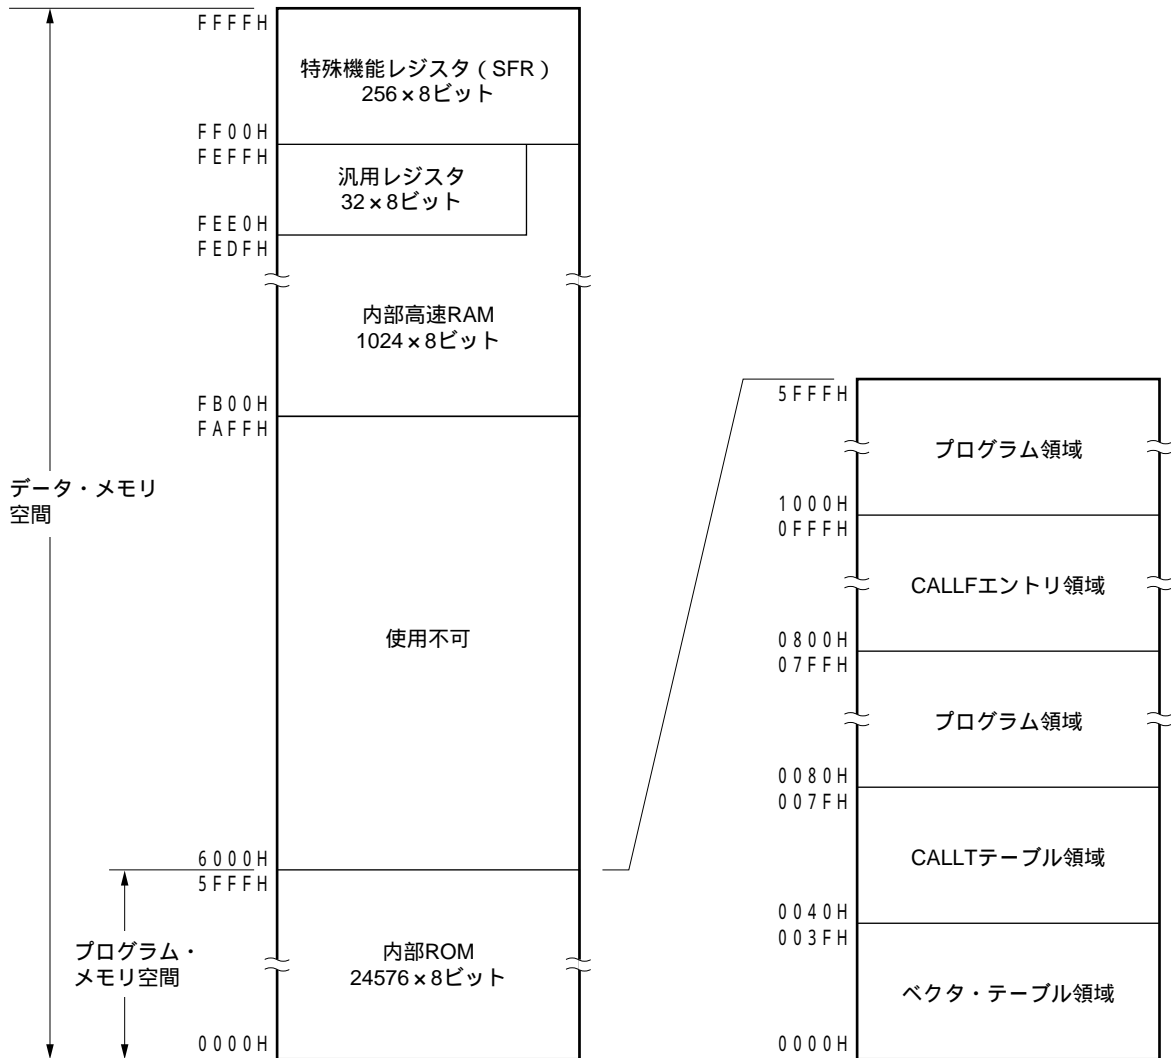 FFFFH
特殊機能レジスタ(SFR)
256×8ビット
FF00H
FEFFH
汎用レジスタ
32×8ビット
FEE0H
FEDFH
内部高速RAM
1024×8ビット
FB00H
FAFFH
データ・メモリ
空間
使用不可
6000H
5FFFH
プログラム・
メモリ空間
内部ROM
24576×8ビット
0000H
5FFFH
プログラム領域
1000H
0FFFH
CALLFエントリ領域
0800H
07FFH
プログラム領域
0080H
007FH
CALLTテーブル領域
0040H
003FH
ベクタ・テーブル領域
0000H